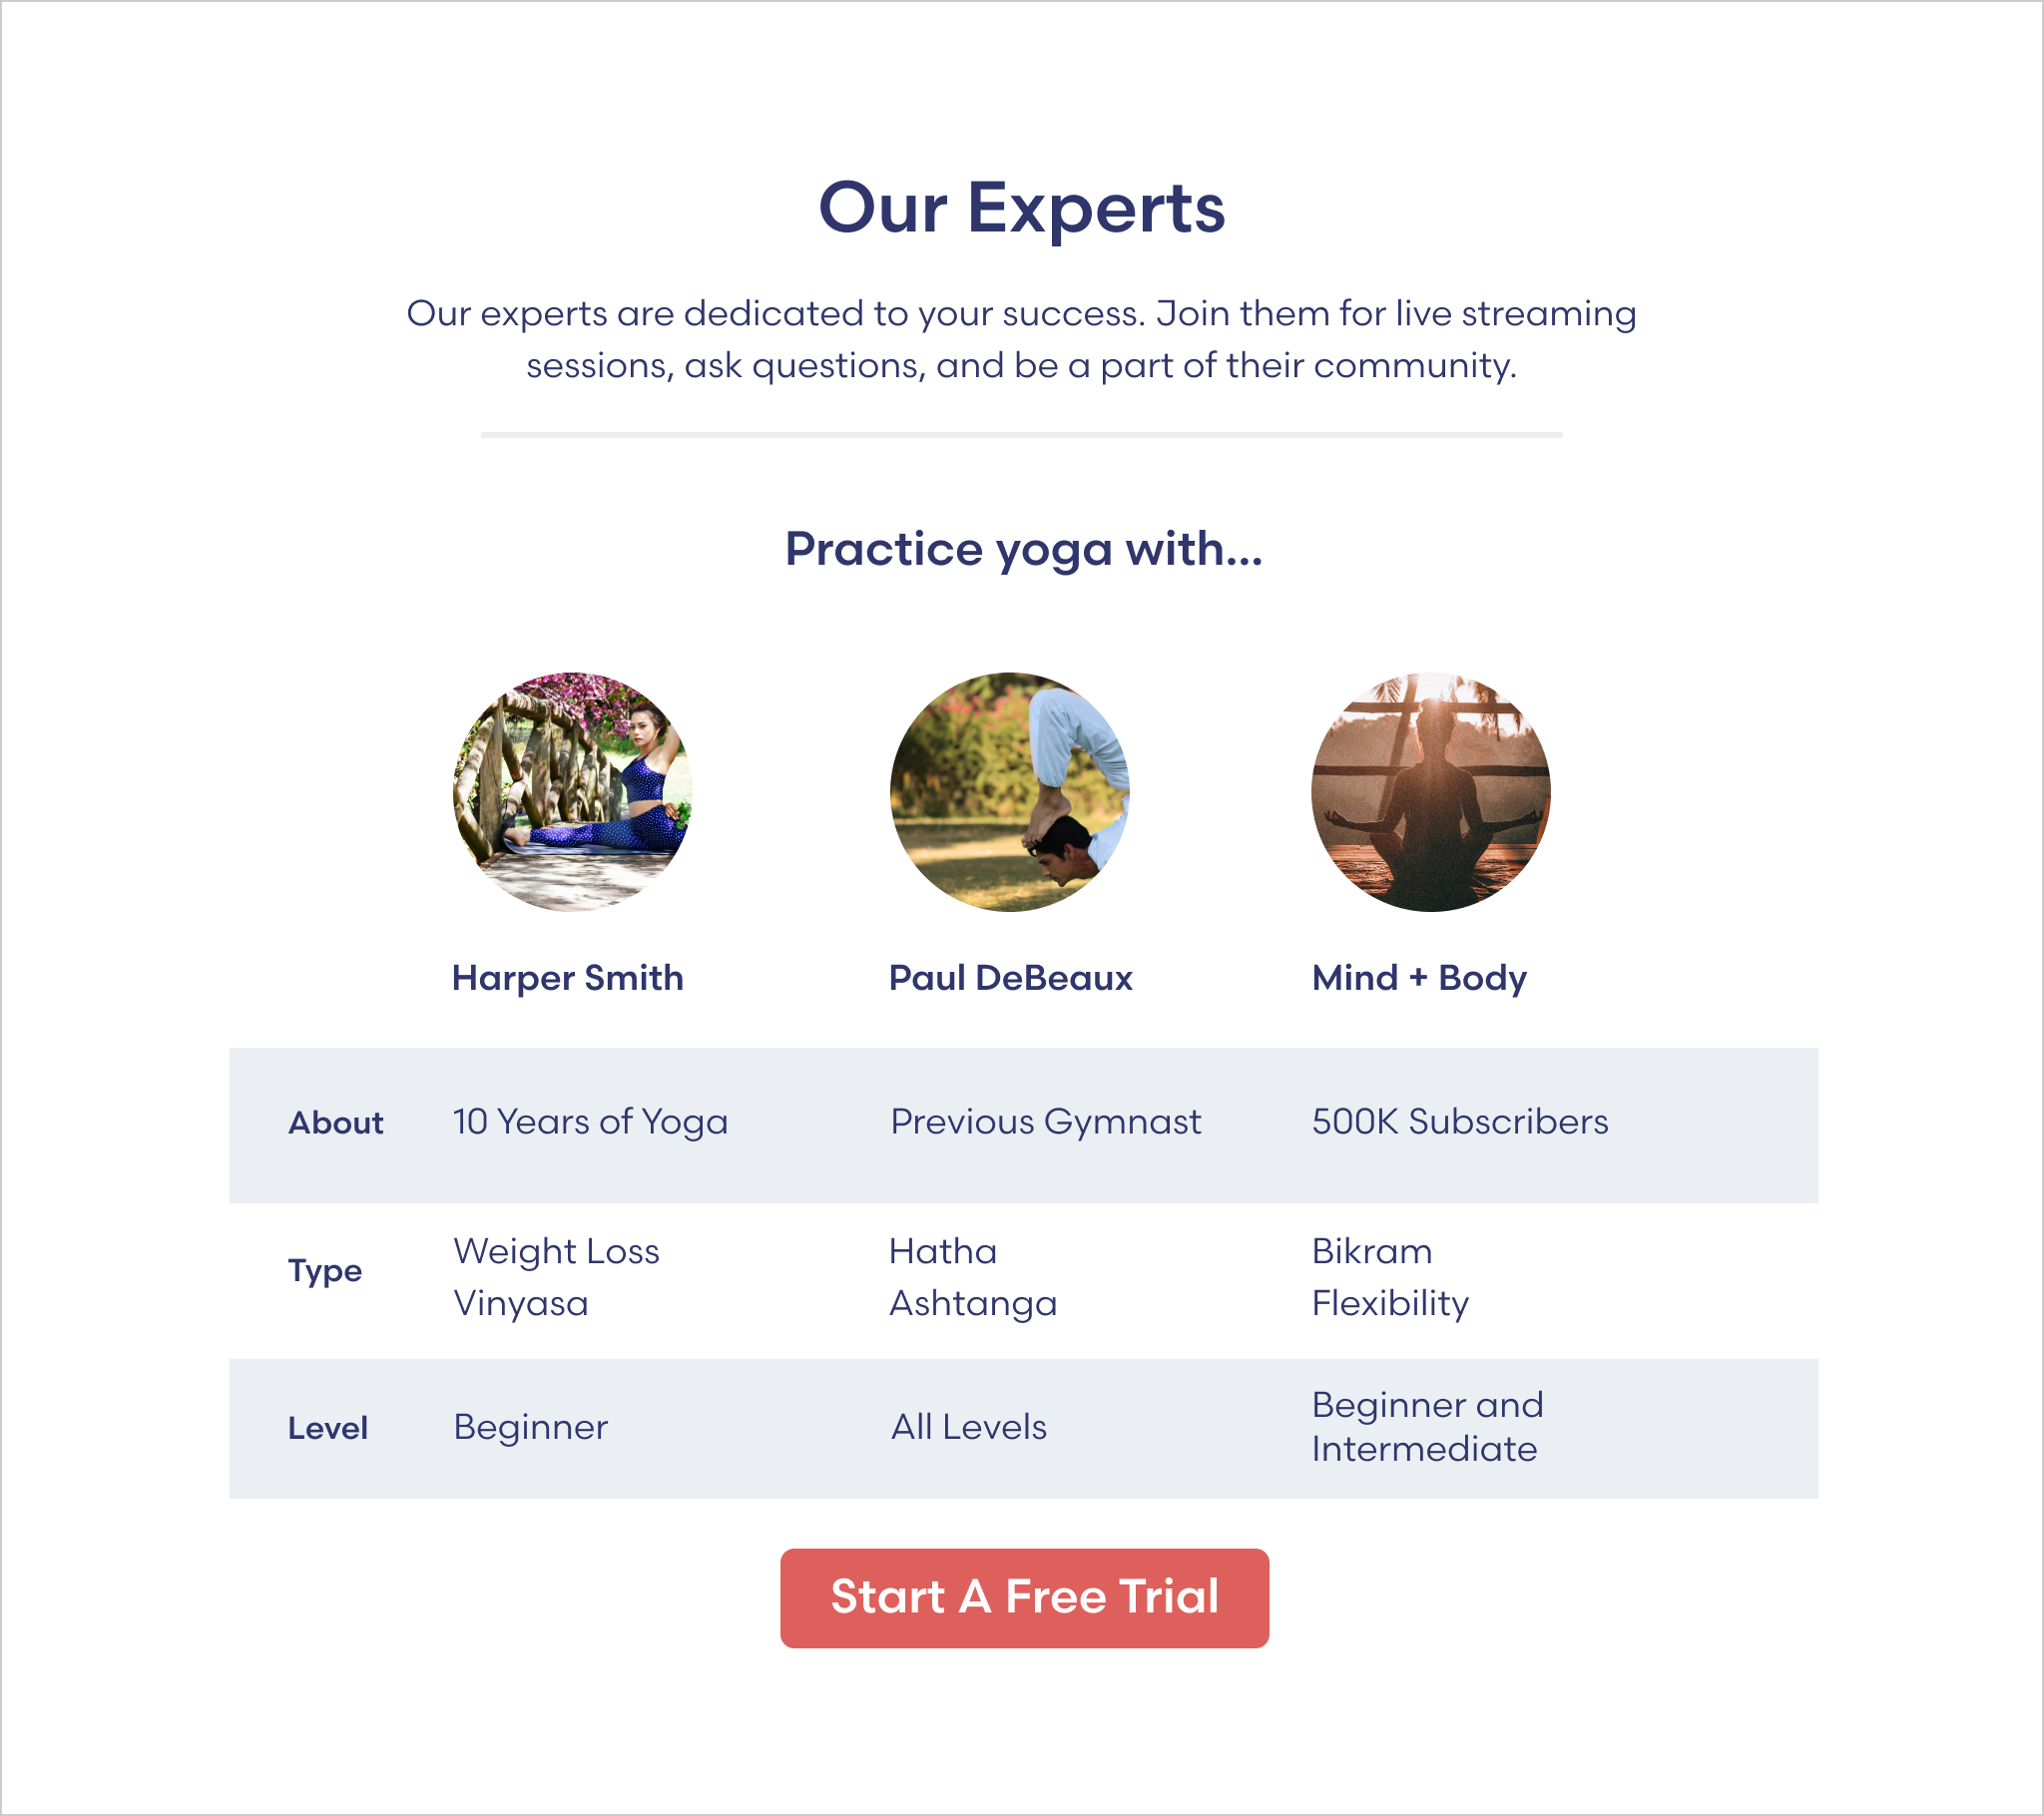 Our Experts
Our experts are dedicated to your success. Join them for live streaming
sessions, ask questions, and be a part of their community.
Practice yoga with...
Harper Smith
Paul DeBeaux
Mind + Body
About
10 Years of Yoga
Previous Gymnast
500K Subscribers
Type
Weight Loss
Vinyasa
Hatha
Ashtanga
Bikram
Flexibility
Level
Beginner
All Levels
Beginner and
Intermediate
Start A Free Trial